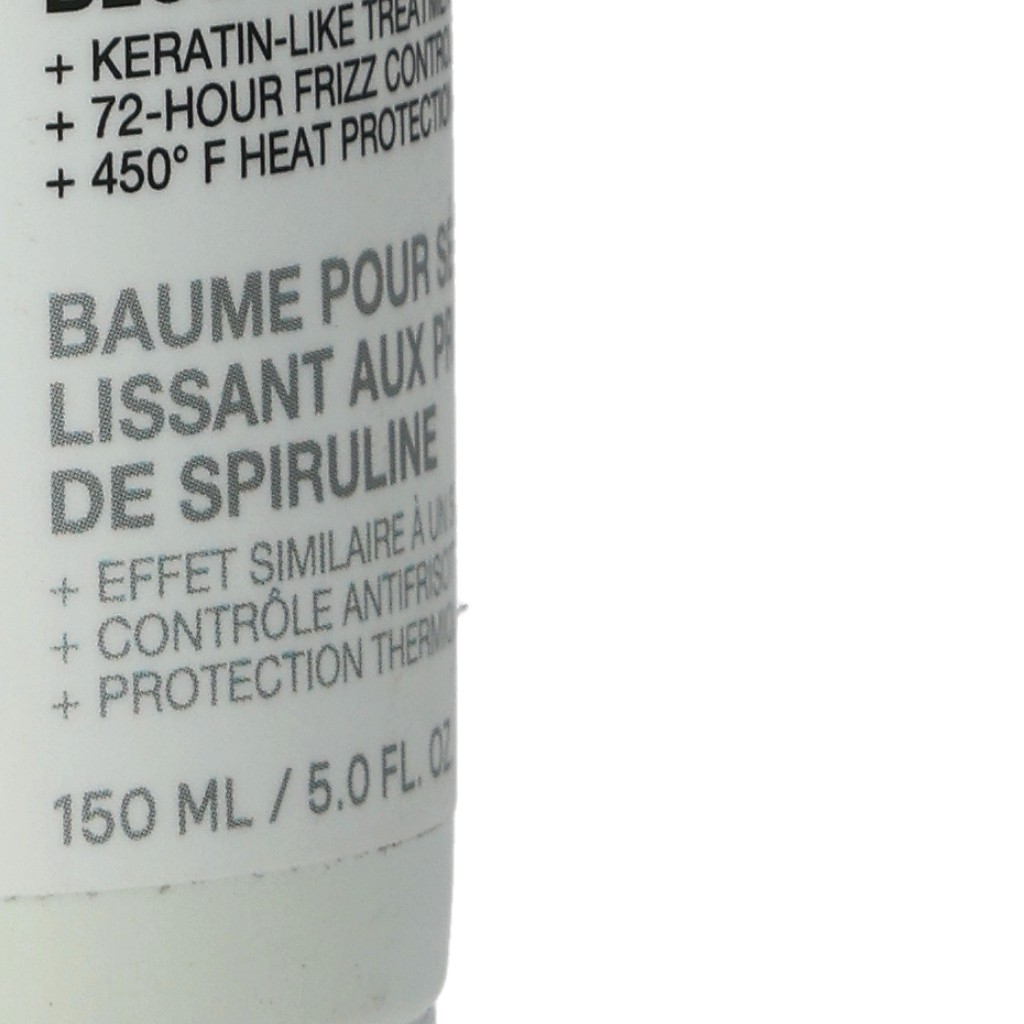 + KERATIN-LIKE
+ 72-HOUR FRIZZ
+ 450° F HEAT
BAUME POUR
LISSANT AUX
DE SPIRULINE
+ EFFET SIMILAIRE À
+ CONTRÔLE
+ PROTECTION
150 ML / 5.0 FL. OZ.